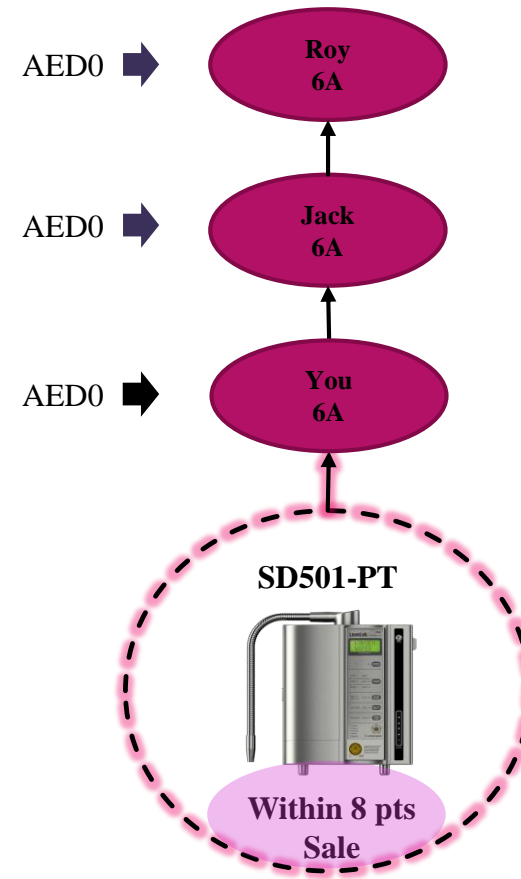 AED0
Roy
6A
AED0
Jack
6A
AED0
You
6A
SD501-PT
Within 8 pts
Sale